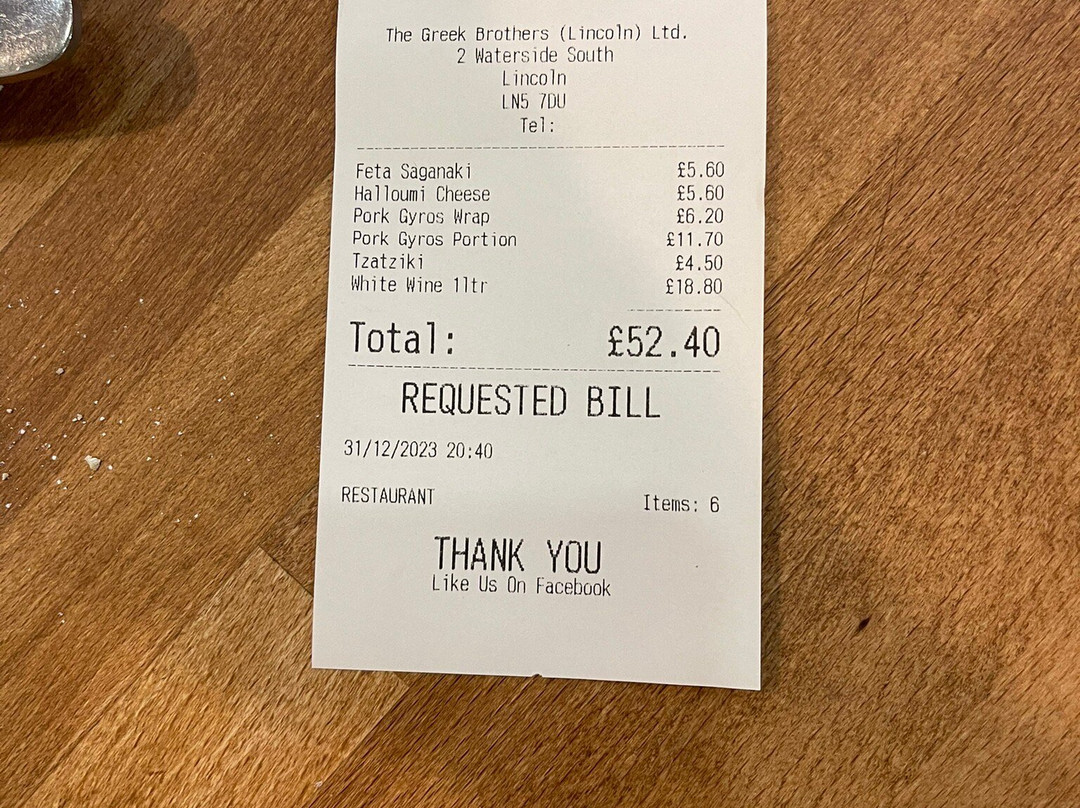 The Greek Brothers (Lincoln) Ltd.
2 Waterside South
Lincoln
LN5 7DU
Tel:
Feta Saganaki £5.60
Halloumi Cheese £5.60
Pork Gyros Wrap £6.20
Pork Gyros Portion £11.70
Tzatziki £4.50
White Wine 1ltr £18.80
Total: £52.40
REQUESTED BILL
31/12/2023 20:40
RESTAURANT Items: 6
THANK YOU
Like Us On Facebook